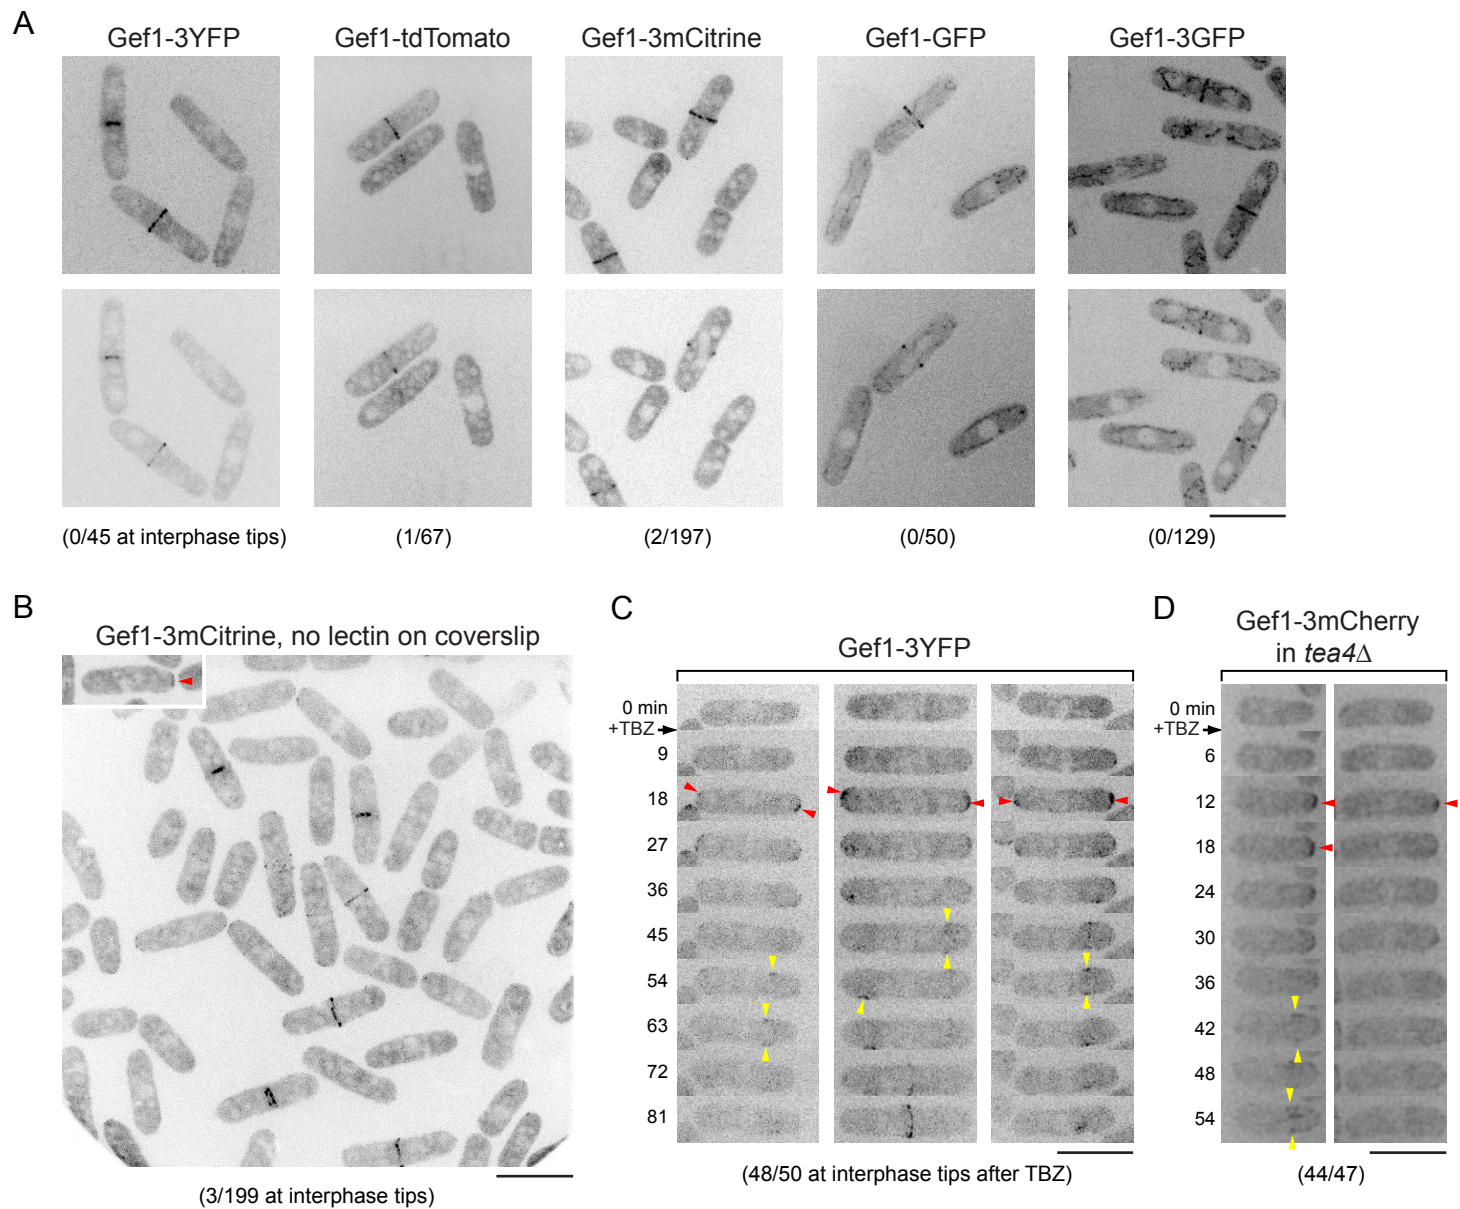 A
Gef1-3YFP
Gef1-tdTomato
Gef1-3mCitrine
Gef1-GFP
Gef1-3GFP
(0/45 at interphase tips)
(1/67)
(2/197)
(0/50)
(0/129)
B
Gef1-3mCitrine, no lectin on coverslip
(3/199 at interphase tips)
C
Gef1-3YFP
0 min
+TBZ
9
18
27
36
45
54
63
72
81
(48/50 at interphase tips after TBZ)
D
Gef1-3mCherry
in tea4Δ
0 min
+TBZ
6
12
18
24
30
36
42
48
54
(44/47)